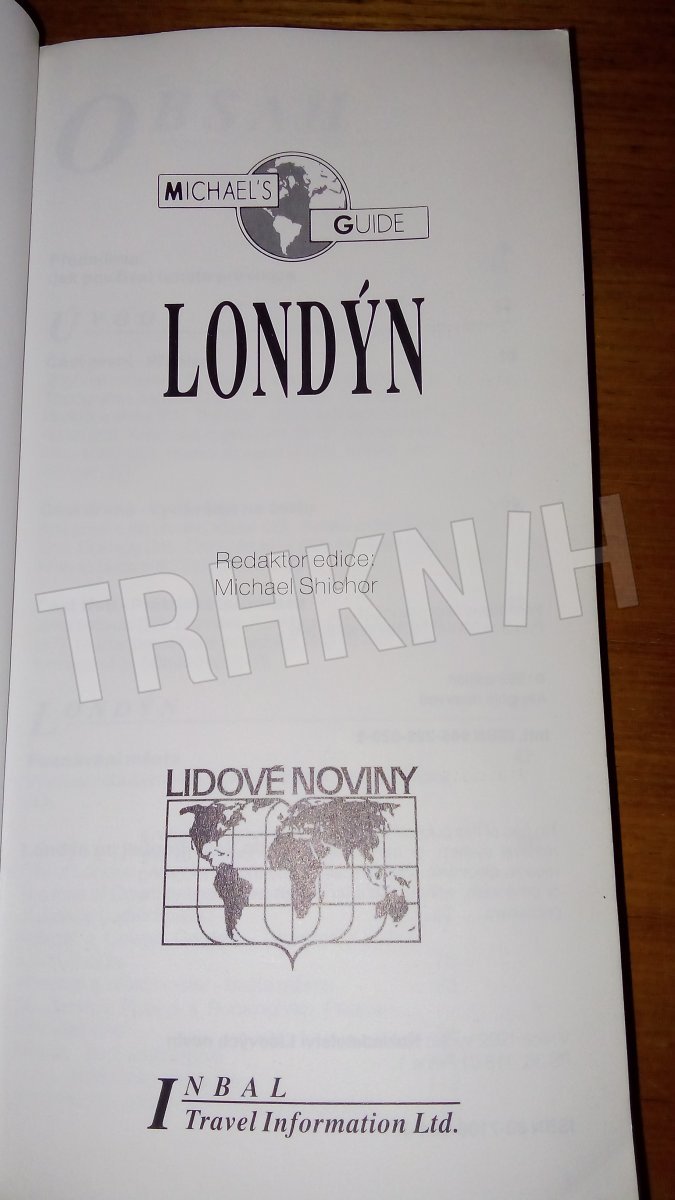 MICHAEL'S
GUIDE
LONDÝN
Redaktor edice:
Michael Shichor
TRHKNIH
LIDOVÉ NOVINY
INBAL
Travel Information Ltd.